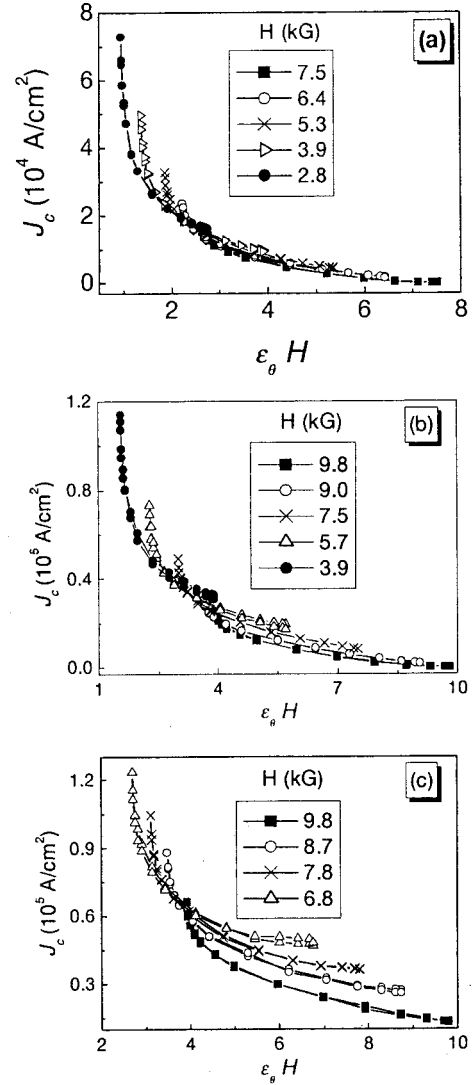 (a)
H (kG)
7.5
6.4
5.3
3.9
2.8
8
6
4
2
0
J_c (10^4 A/cm^2)
2 4 6 8
ε_θ H
(b)
H (kG)
9.8
9.0
7.5
5.7
3.9
1.2
0.8
0.4
0.0
J_c (10^5 A/cm^2)
1 4 7 10
ε_θ H
(c)
H (kG)
9.8
8.7
7.8
6.8
1.2
0.9
0.6
0.3
J_c (10^5 A/cm^2)
2 4 6 8 10
ε_θ H